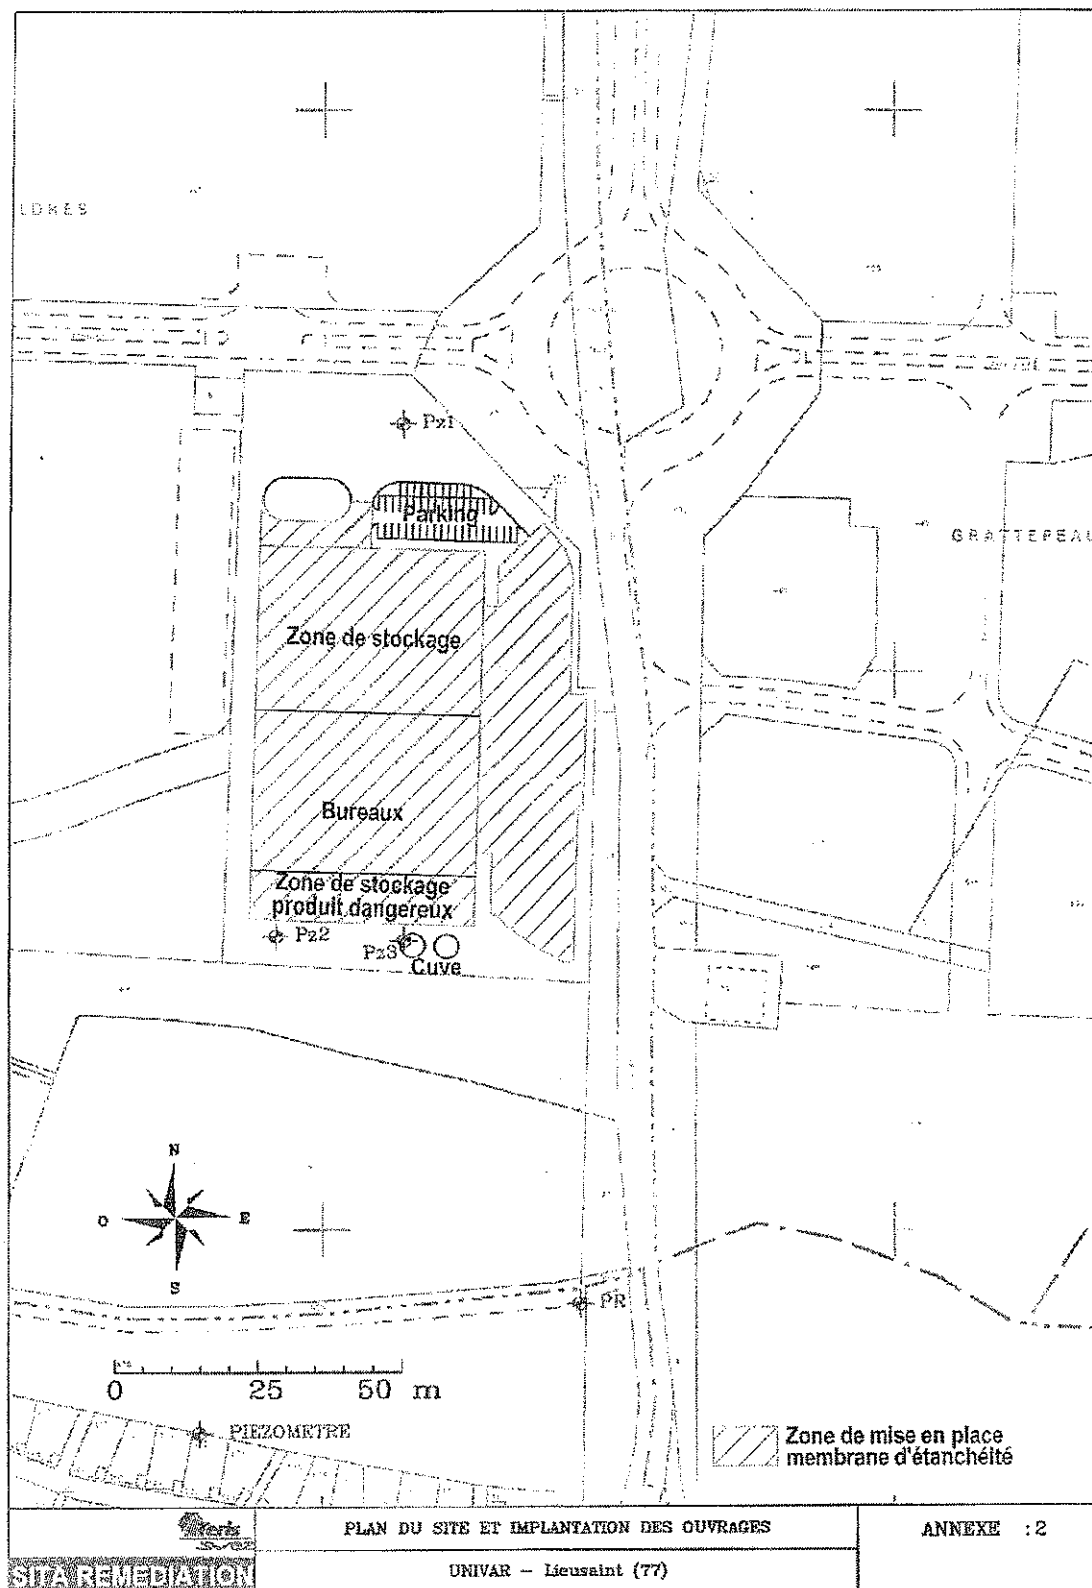 Pz1
Parking
GRATTEPEAU
Zone de stockage
Bureaux
Zone de stockage
produit dangereux
Pz2
Pz3
Cuve
N
O
E
S
PR
0 25 50 m
PIEZOMETRE
Zone de mise en place
membrane d'étanchéité
PLAN DU SITE ET IMPLANTATION DES OUVRAGES
ANNEXE :2
SITA REMEDIATION
UNIVAR - Lieusaint (77)